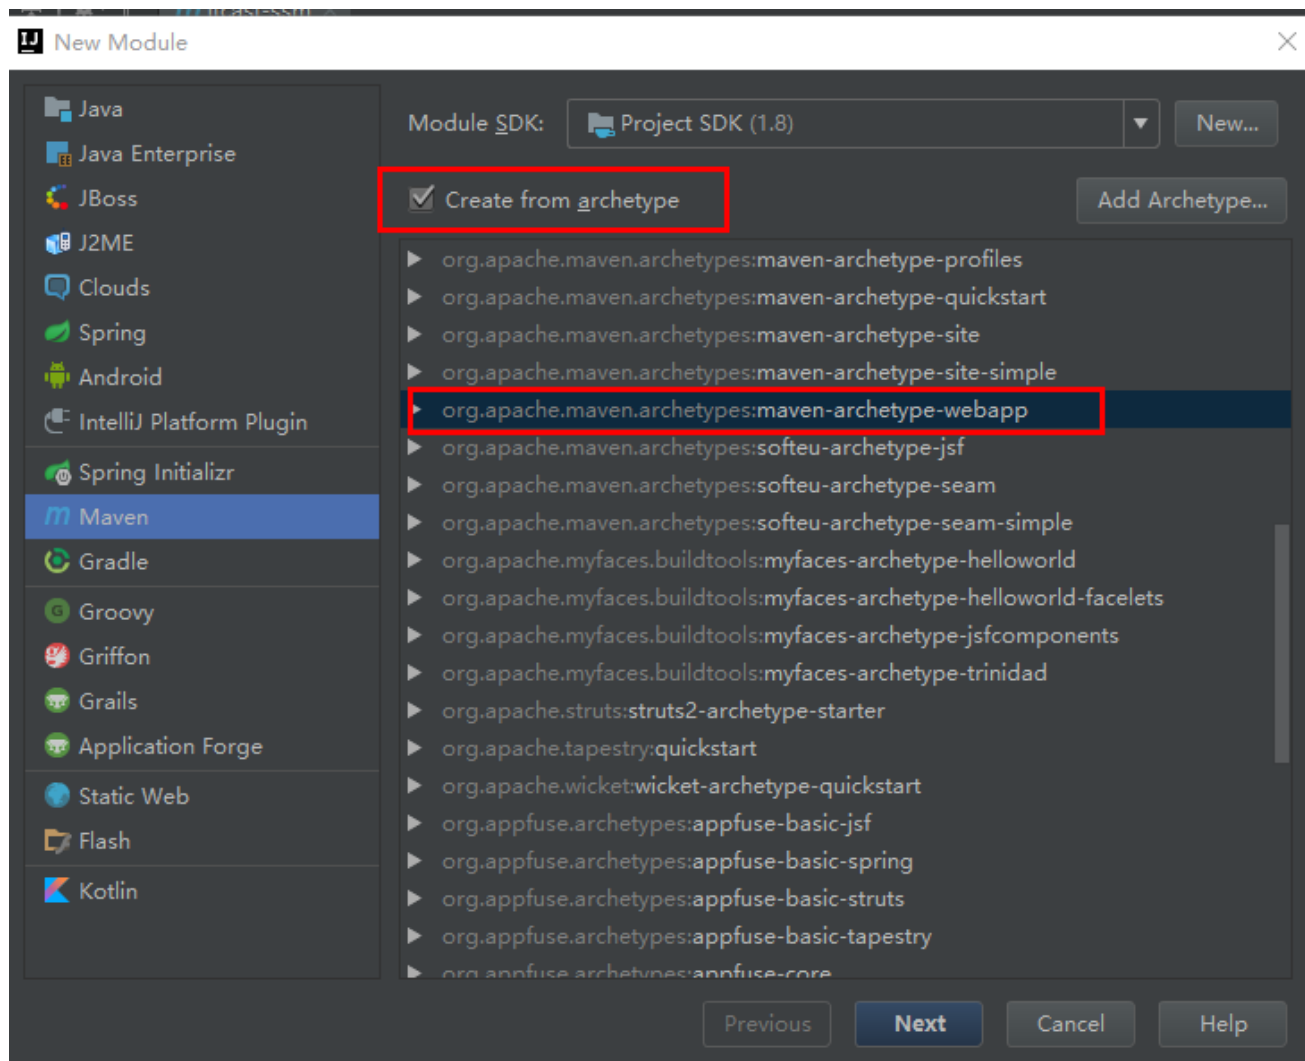 itcast-ssm
New Module
Java
Java Enterprise
JBoss
J2ME
Clouds
Spring
Android
IntelliJ Platform Plugin
Spring Initializr
Maven
Gradle
Groovy
Griffon
Grails
Application Forge
Static Web
Flash
Kotlin
Module SDK: Project SDK (1.8) New...
Create from archetype Add Archetype...
org.apache.maven.archetypes:maven-archetype-profiles
org.apache.maven.archetypes:maven-archetype-quickstart
org.apache.maven.archetypes:maven-archetype-site
org.apache.maven.archetypes:maven-archetype-site-simple
org.apache.maven.archetypes:maven-archetype-webapp
org.apache.maven.archetypes:softeu-archetype-jsf
org.apache.maven.archetypes:softeu-archetype-seam
org.apache.maven.archetypes:softeu-archetype-seam-simple
org.apache.myfaces.buildtools:myfaces-archetype-helloworld
org.apache.myfaces.buildtools:myfaces-archetype-helloworld-facelets
org.apache.myfaces.buildtools:myfaces-archetype-jsfcomponents
org.apache.myfaces.buildtools:myfaces-archetype-trinidad
org.apache.struts:struts2-archetype-starter
org.apache.tapestry:quickstart
org.apache.wicket:wicket-archetype-quickstart
org.appfuse.archetypes:appfuse-basic-jsf
org.appfuse.archetypes:appfuse-basic-spring
org.appfuse.archetypes:appfuse-basic-struts
org.appfuse.archetypes:appfuse-basic-tapestry
org.appfuse.archetypes:appfuse-core
Previous Next Cancel Help